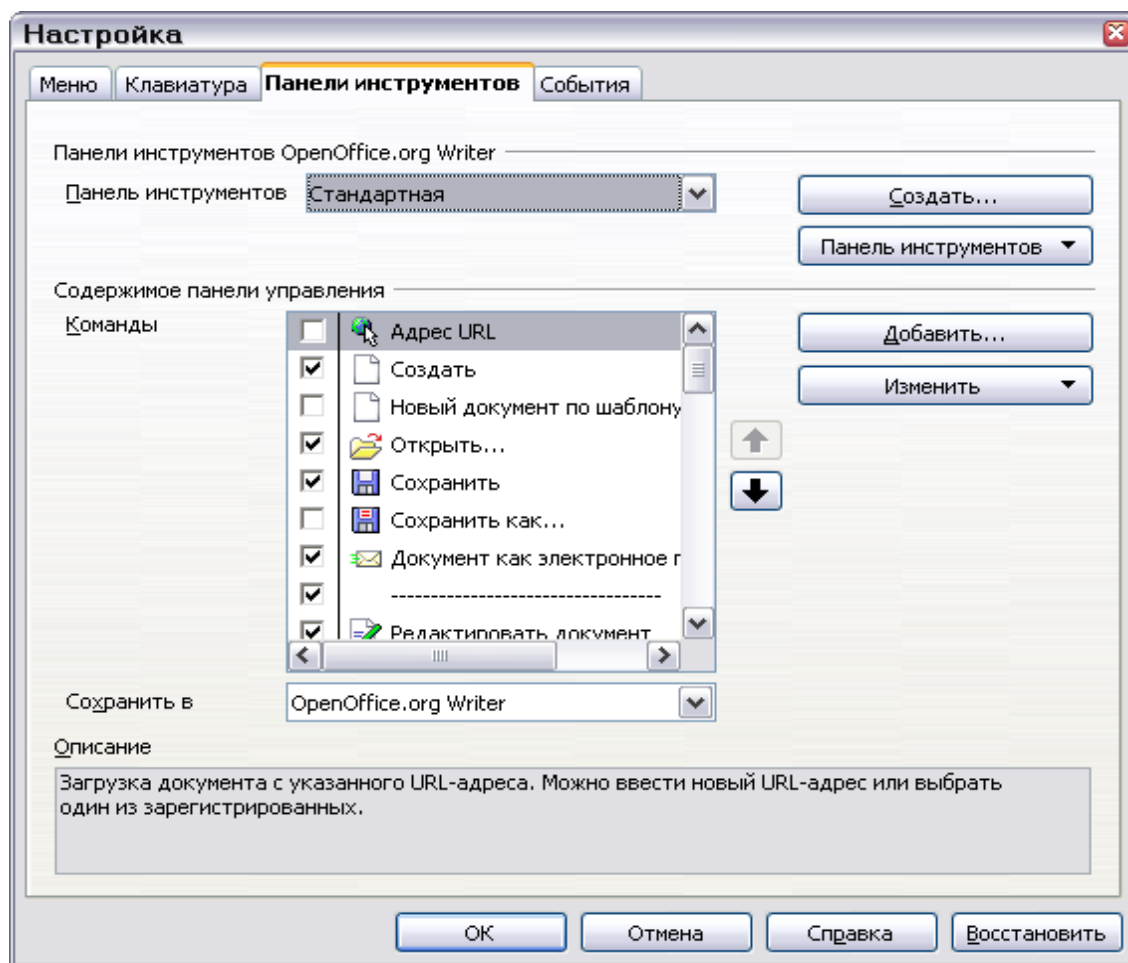 Настройка
Меню Клавиатура Панели инструментов События
Панели инструментов OpenOffice.org Writer
Панель инструментов Стандартная Создать...
Панель инструментов
Содержимое панели управления
Команды Адрес URL Добавить...
Создать Изменить
Новый документ по шаблону
Открыть...
Сохранить
Сохранить как...
Документ как электронное п
---------------------------------
Редактировать документ
Сохранить в OpenOffice.org Writer
Описание
Загрузка документа с указанного URL-адреса. Можно ввести новый URL-адрес или выбрать
один из зарегистрированных.
ОК Отмена Справка Восстановить